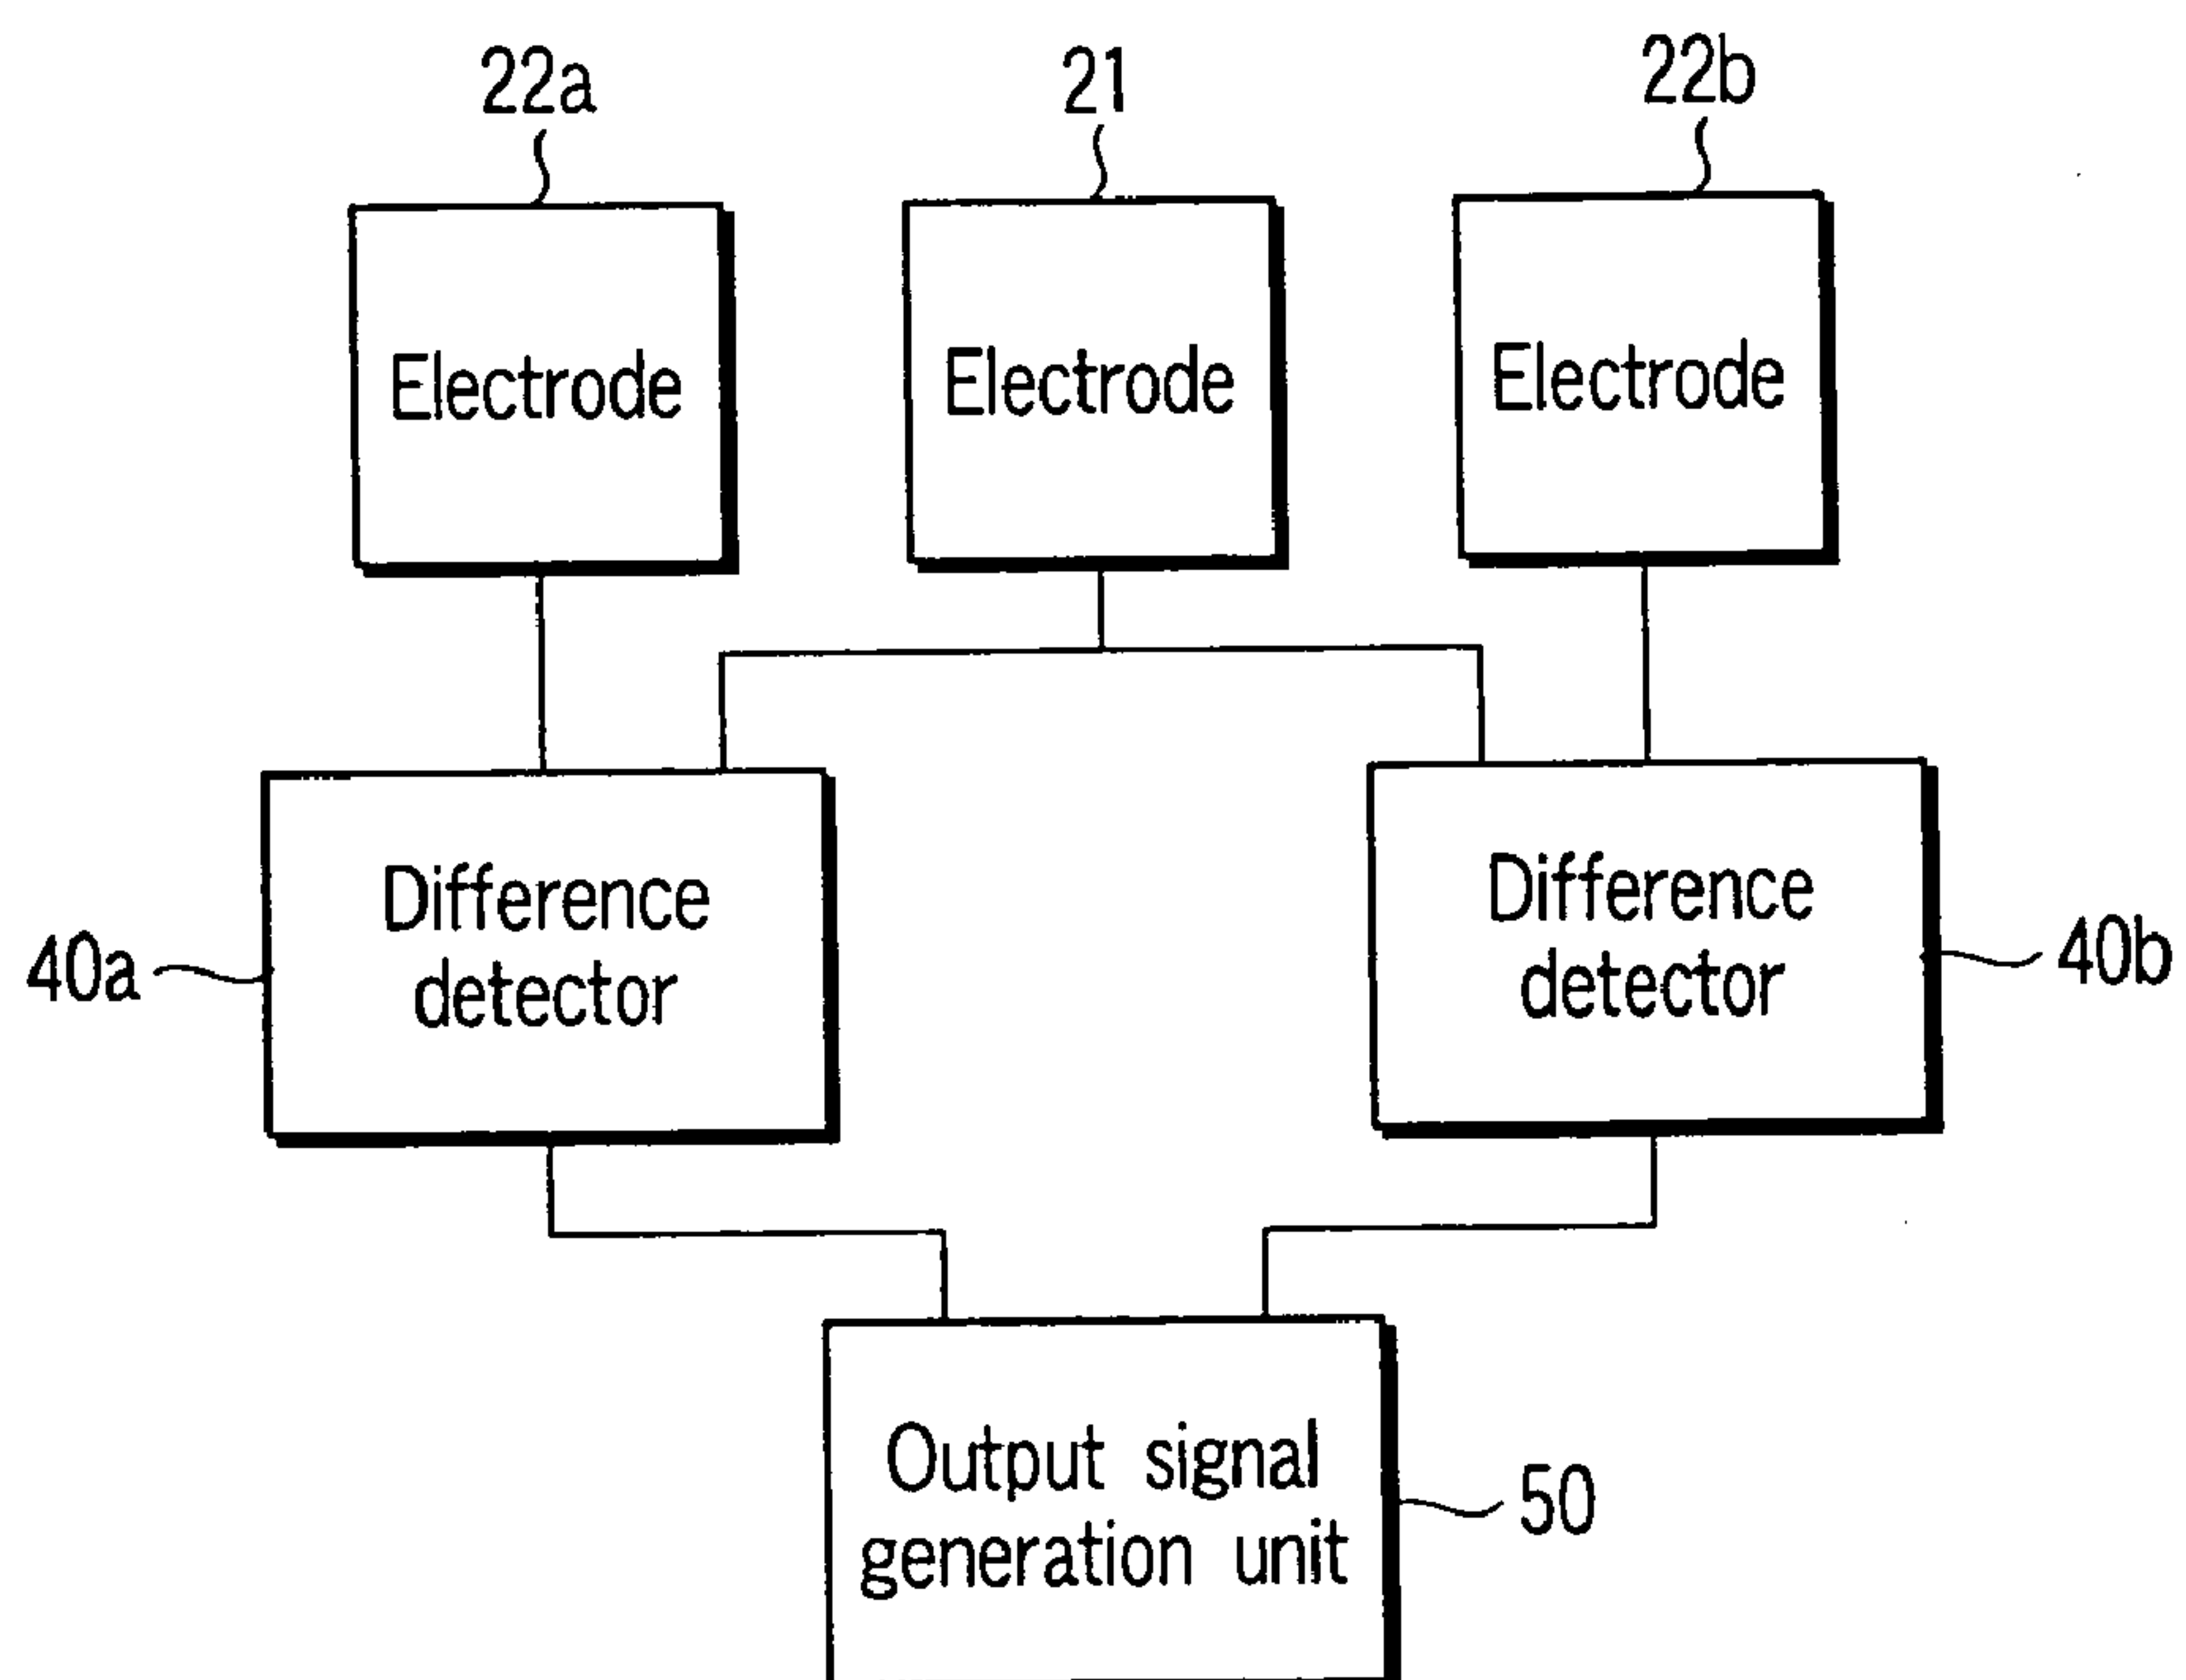 22a
21
22b
Electrode
Electrode
Electrode
Difference
detector
Difference
detector
40a
40b
Output signal
generation unit
50